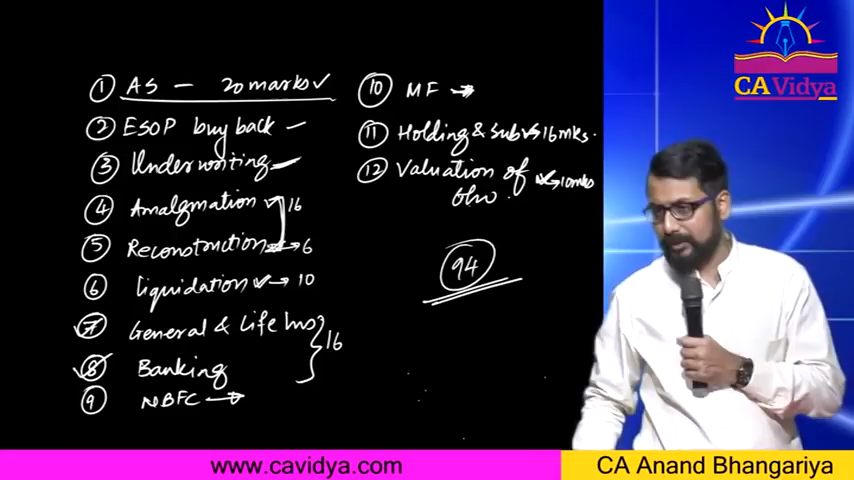 ① AS — 20 marks ✓
② ESOP buy back —
③ Underwriting —
④ Amalgmation ✓ 16
⑤ Reconstruction → 6
⑥ Liquidation ✓ → 10
⑦ General & Life Ins } 16
⑧ Banking
⑨ NBFC →
⑩ MF →
⑪ Holding & Sub → 16 mks.
⑫ Valuation of → 10 mks
94
CA Vidya
www.cavidya.com
CA Anand Bhangariya